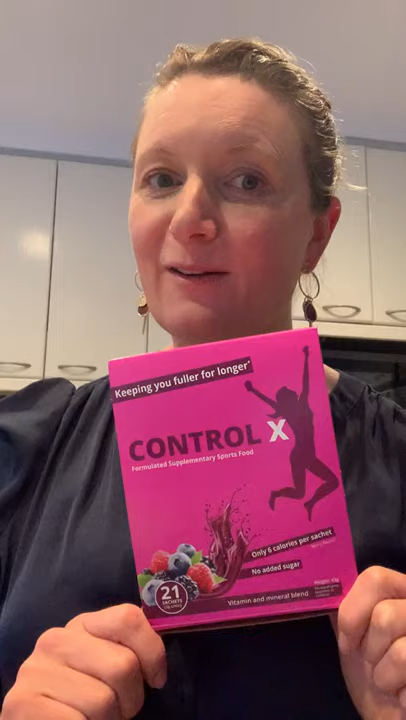 Keeping you fuller for longer*
CONTROL X
Formulated Supplementary Sports Food
Only 6 calories per sachet
No added sugar
21
SACHETS
Vitamin and mineral blend